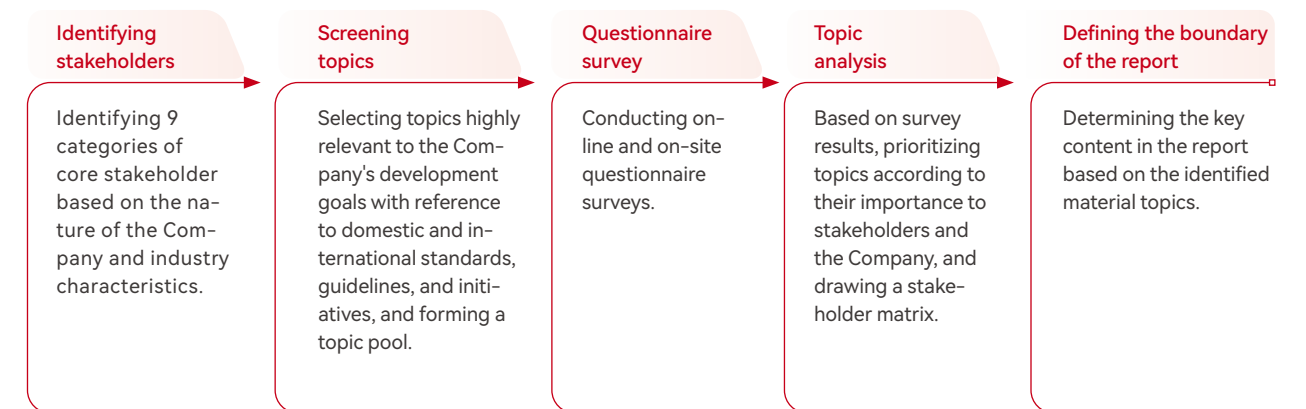 Identifying
stakeholders
Identifying 9
categories of
core stakeholder
based on the na-
ture of the Com-
pany and industry
characteristics.
Screening
topics
Selecting topics highly
relevant to the Com-
pany's development
goals with reference
to domestic and in-
ternational standards,
guidelines, and initi-
atives, and forming a
topic pool.
Questionnaire
survey
Conducting on-
line and on-site
questionnaire
surveys.
Topic
analysis
Based on survey
results, prioritizing
topics according to
their importance to
stakeholders and
the Company, and
drawing a stake-
holder matrix.
Defining the boundary
of the report
Determining the key
content in the report
based on the identified
material topics.